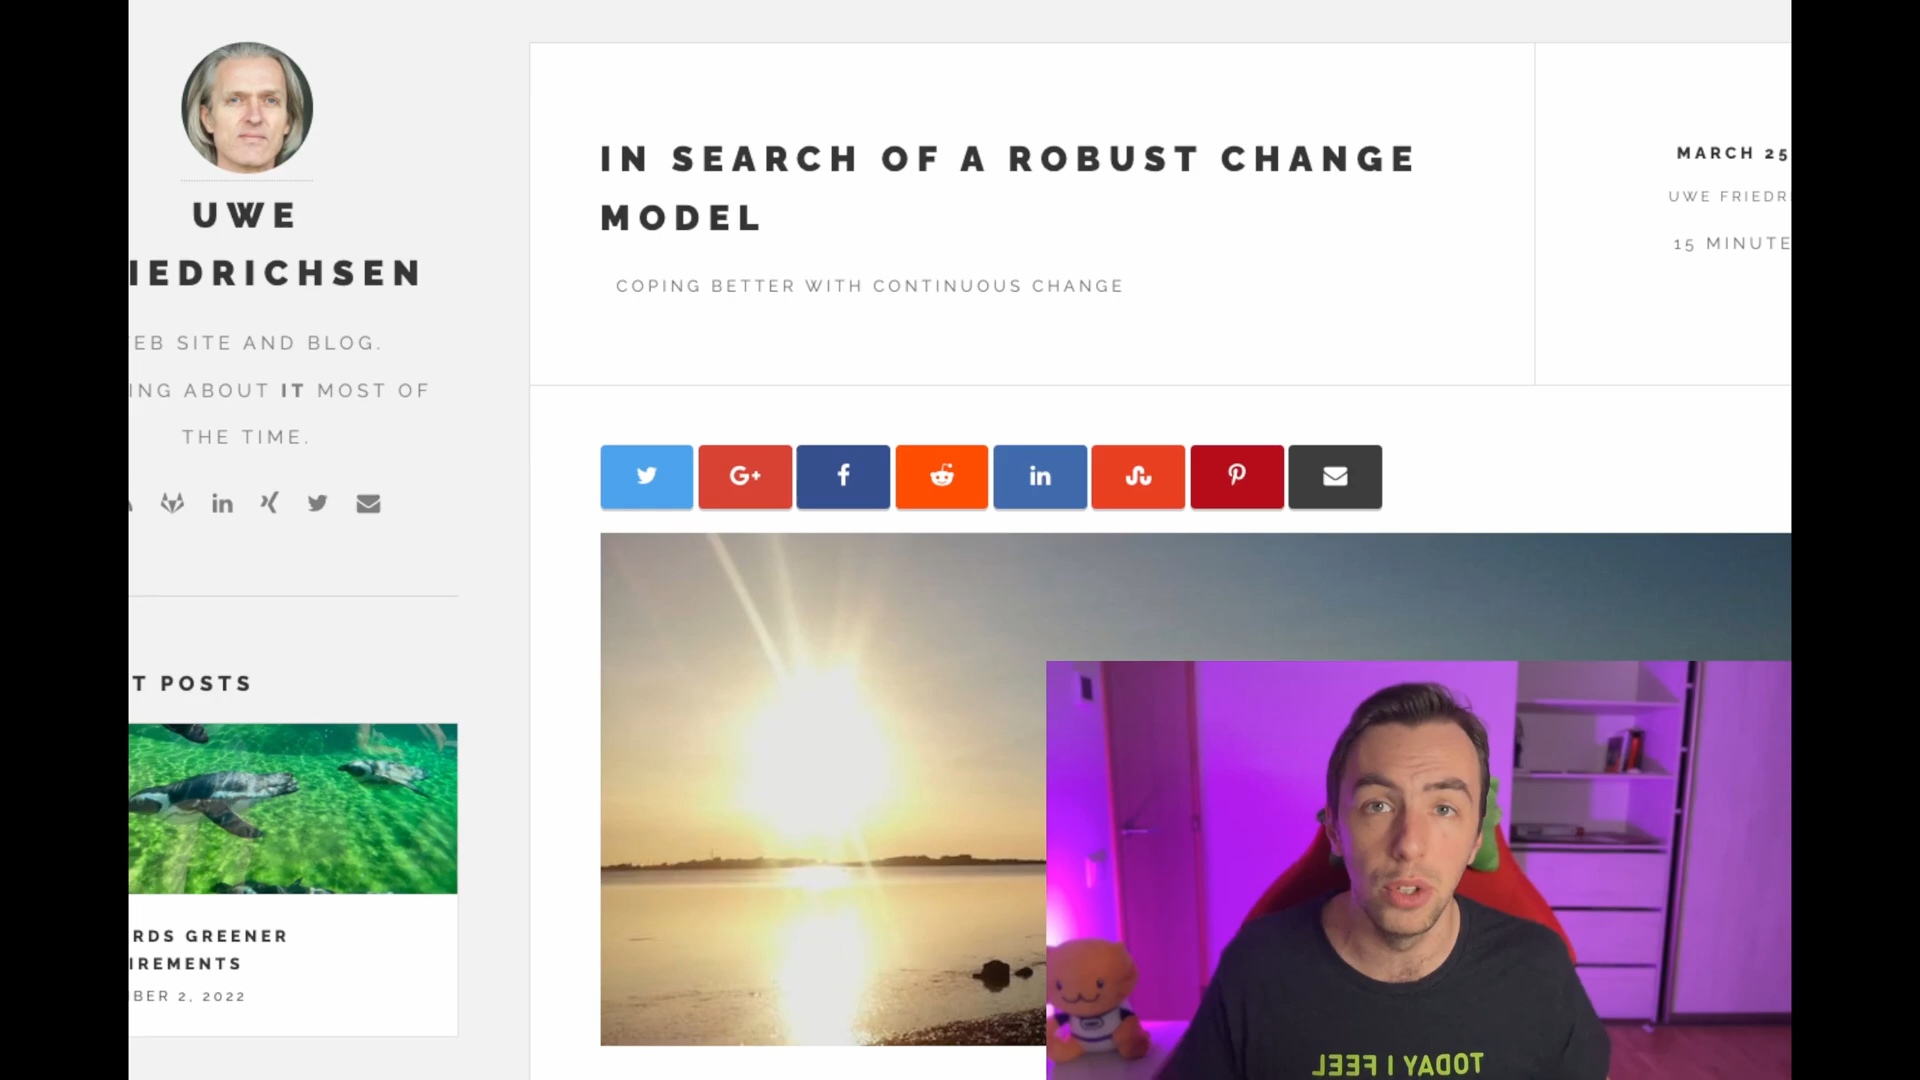 UWE
IEDRICHSEN
EB SITE AND BLOG.
ING ABOUT IT MOST OF
THE TIME.
in
T POSTS
RDS GREENER
IREMENTS
BER 2, 2022
IN SEARCH OF A ROBUST CHANGE
MODEL
COPING BETTER WITH CONTINUOUS CHANGE
MARCH 25
UWE FRIEDR
15 MINUTE
G+ f in
TODAY I FEEL